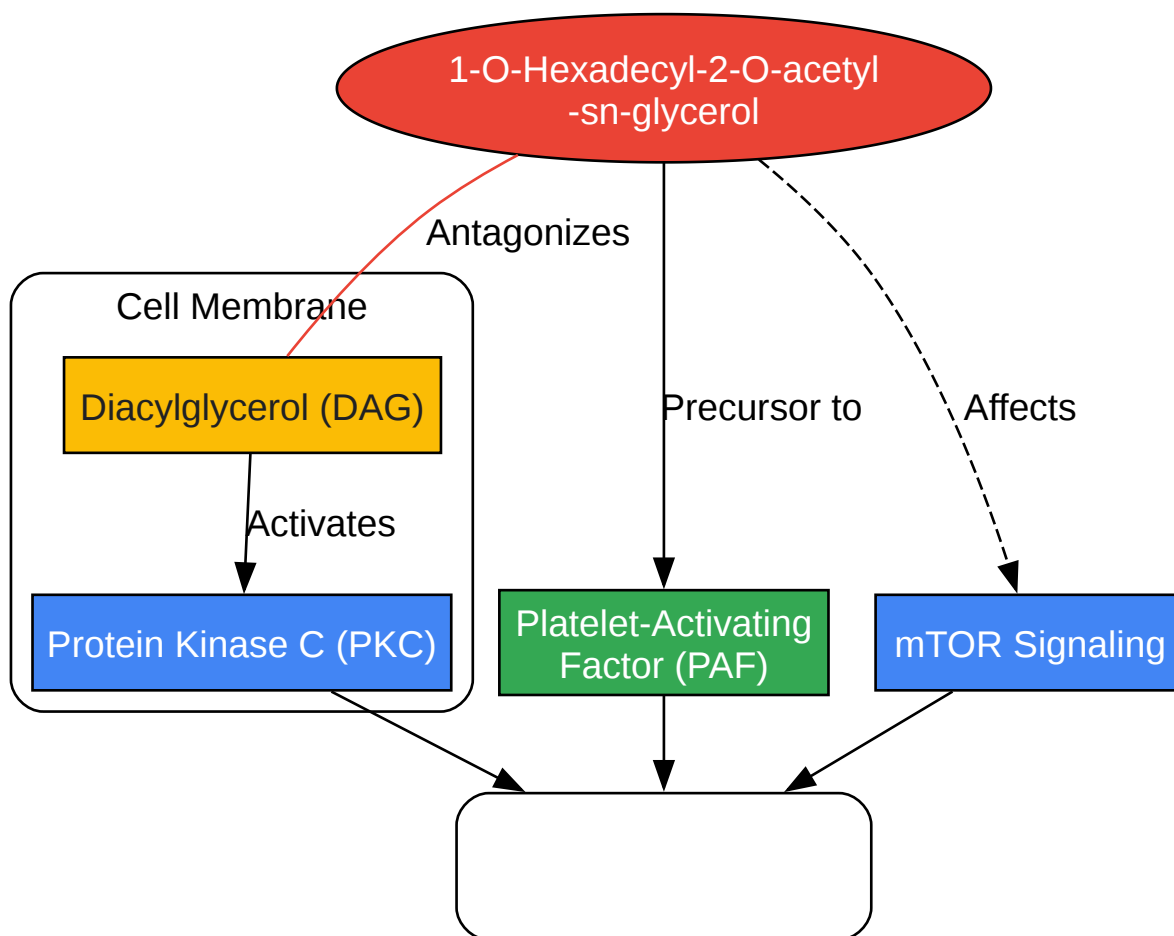 1-O-Hexadecyl-2-O-acetyl
-sn-glycerol
Antagonizes
Cell Membrane
Diacylglycerol (DAG)
Precursor to
Affects
Activates
Protein Kinase C (PKC)
Platelet-Activating
Factor (PAF)
mTOR Signaling